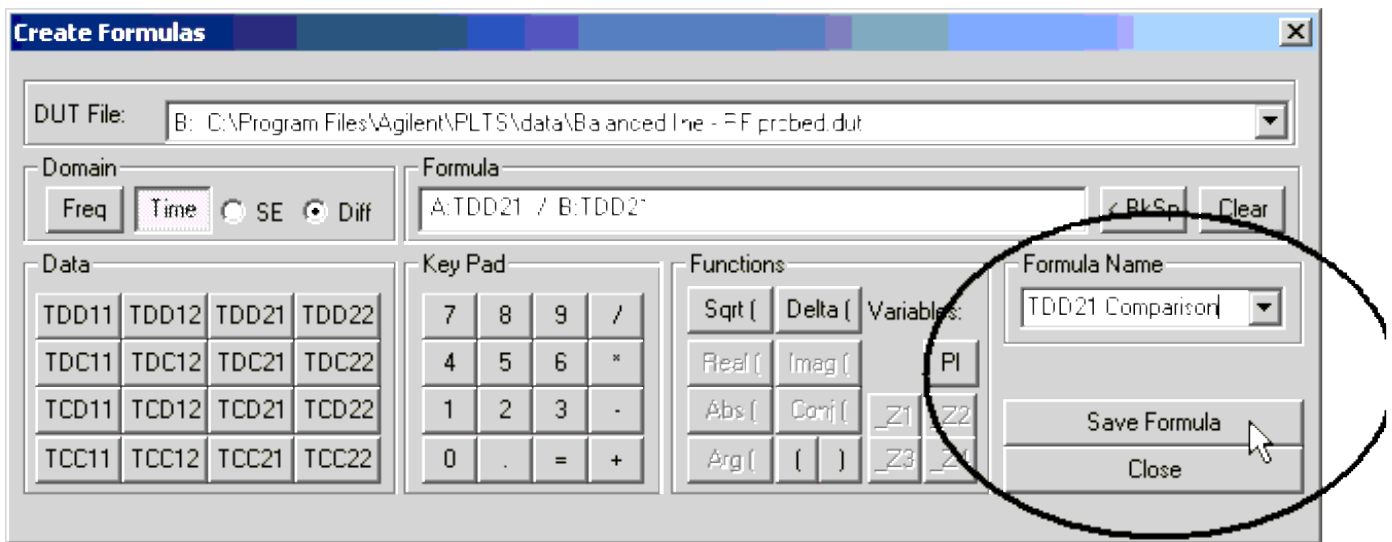 Create Formulas
DUT File:
B: C:\Program Files\Agilent\PLTS\data\Balanced line - RF probed.dut
Domain
Freq Time SE Diff
Formula
A:TDD21 / B:TDD21
< BkSp Clear
Data
TDD11 TDD12 TDD21 TDD22
TDC11 TDC12 TDC21 TDC22
TCD11 TCD12 TCD21 TCD22
TCC11 TCC12 TCC21 TCC22
Key Pad
7 8 9 /
4 5 6 *
1 2 3 -
0 . = +
Functions
Sqrt ( Delta ( Variables:
Real ( Imag ( PI
Abs ( Conj ( _Z1 _Z2
Arg ( ( ) _Z3 _Z4
Formula Name
TDD21 Comparison
Save Formula
Close